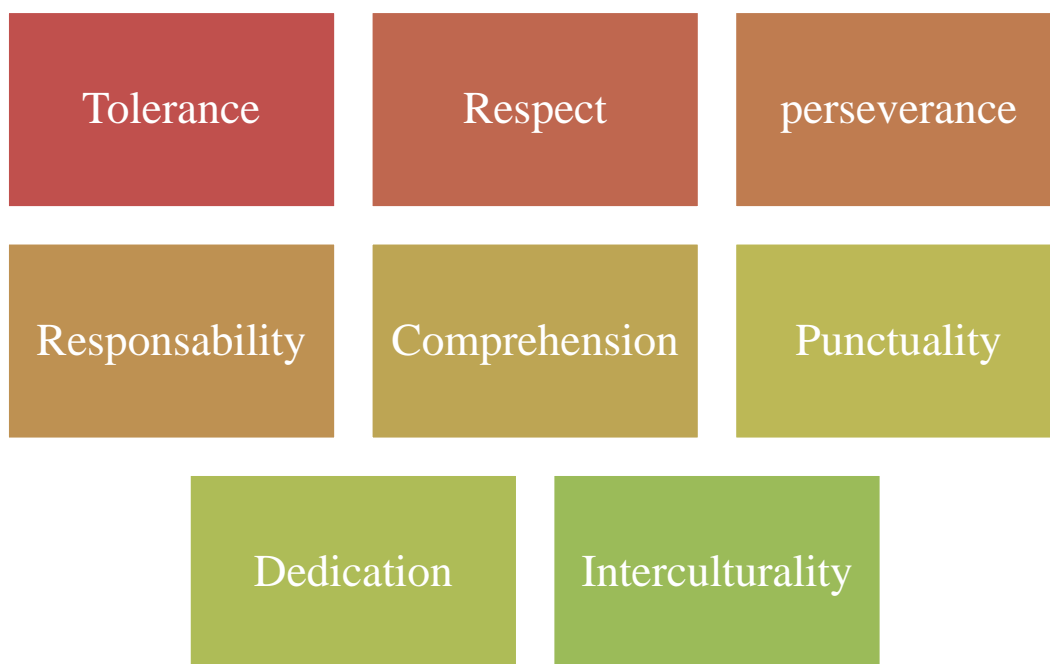 Tolerance
Respect
perseverance
Responsability
Comprehension
Punctuality
Dedication
Interculturality